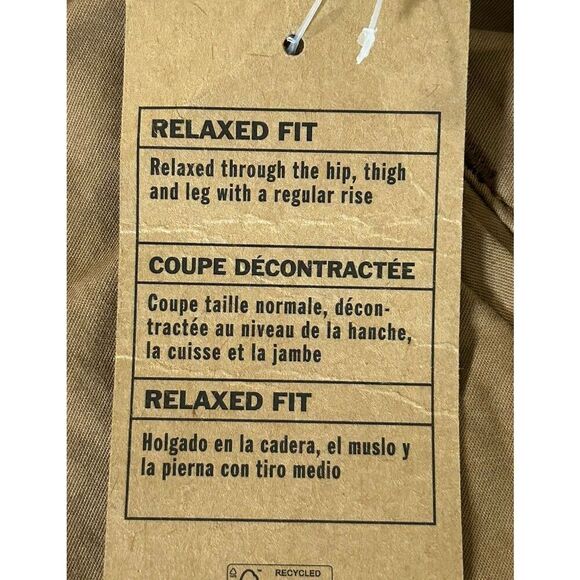 RELAXED FIT
Relaxed through the hip, thigh
and leg with a regular rise
COUPE DÉCONTRACTÉE
Coupe taille normale, décon-
tractée au niveau de la hanche,
la cuisse et la jambe
RELAXED FIT
Holgado en la cadera, el muslo y
la pierna con tiro medio
RECYCLED